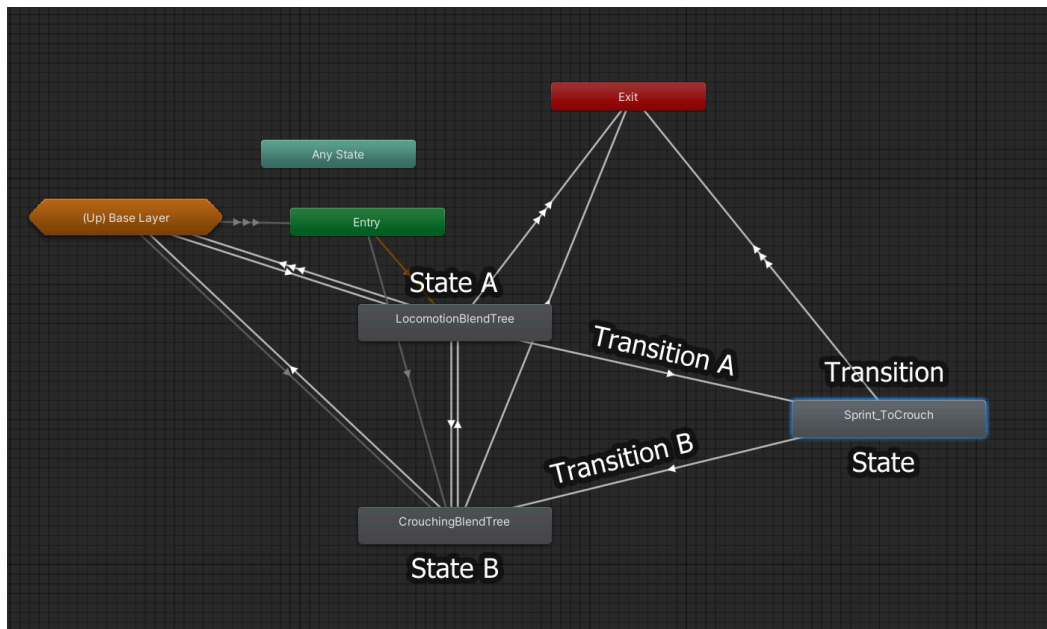 Exit
Any State
(Up) Base Layer
Entry
State A
LocomotionBlendTree
Transition A
Transition
Sprint_ToCrouch
State
Transition B
CrouchingBlendTree
State B